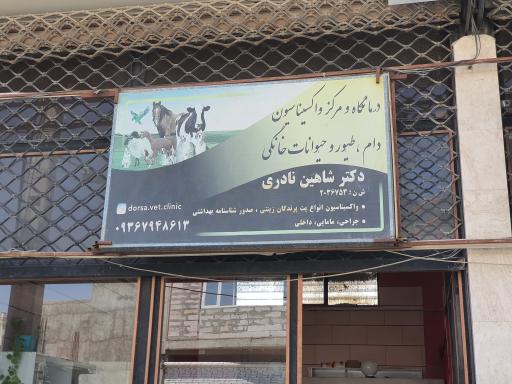 درمانگاه و مرکز واکسیناسیون
دام ، طیور و حیوانات خانگی
دکتر شاهین نادری
ش ن : ۲۰۳۶۷۵۳
• واکسیناسیون انواع پت پرندگان زینتی ، صدور شناسنامه بهداشتی
• جراحی، مامایی، داخلی
dorsa.vet.clinic
۰۹۳۶۷۹۴۸۶۱۳